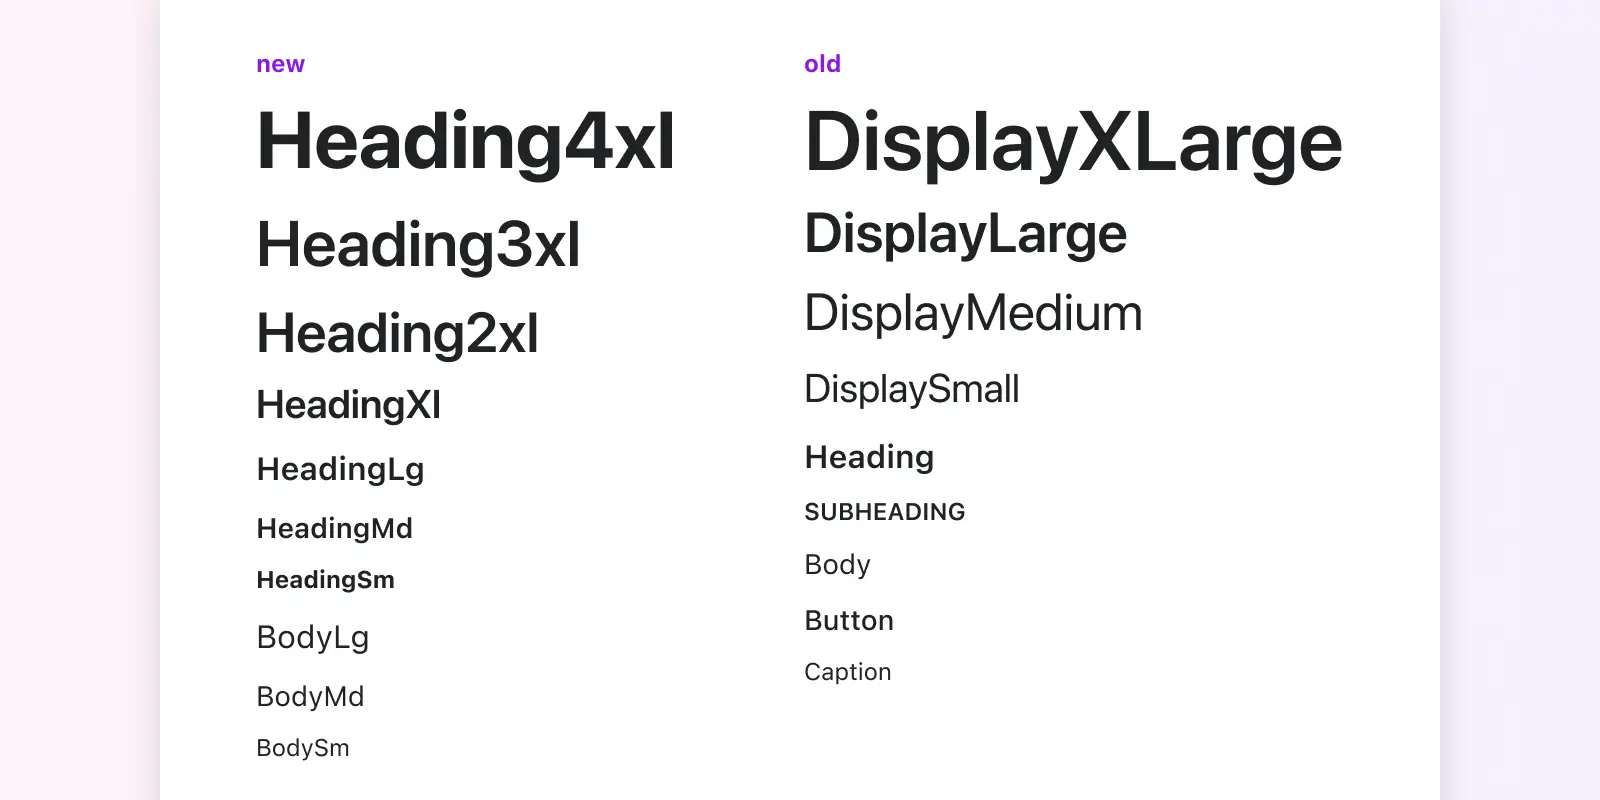 new
Heading4xl
Heading3xl
Heading2xl
HeadingXl
HeadingLg
HeadingMd
HeadingSm
BodyLg
BodyMd
BodySm
old
DisplayXLarge
DisplayLarge
DisplayMedium
DisplaySmall
Heading
SUBHEADING
Body
Button
Caption